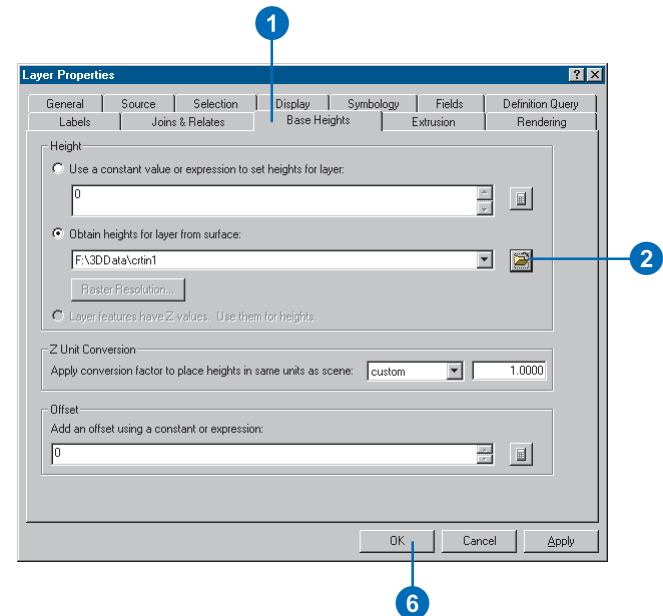 1
Layer Properties
General Source Selection Display Symbology Fields Definition Query
Labels Joins & Relates Base Heights Extrusion Rendering
Height
Use a constant value or expression to set heights for layer:
0
Obtain heights for layer from surface:
F:\3DData\crtin1
2
Raster Resolution...
Layer features have Z values. Use them for heights.
Z Unit Conversion
Apply conversion factor to place heights in same units as scene: custom 1.0000
Offset
Add an offset using a constant or expression:
0
OK Cancel Apply
6